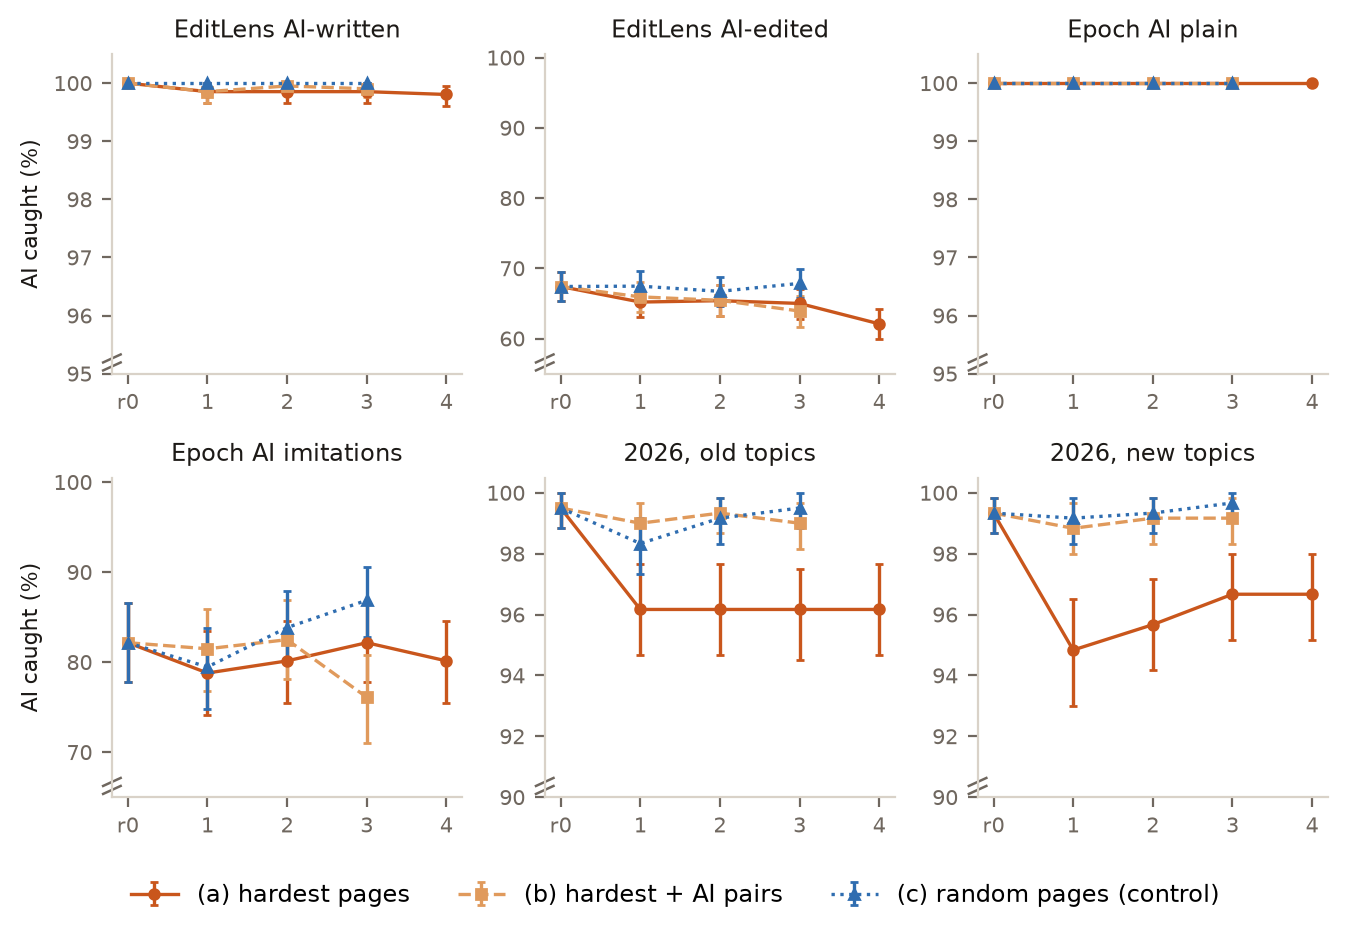 EditLens AI-written
EditLens AI-edited
Epoch AI plain
AI caught (%)
100
99
98
97
96
95
r0 1 2 3 4
100
90
80
70
60
r0 1 2 3 4
100
99
98
97
96
95
r0 1 2 3 4
Epoch AI imitations
2026, old topics
2026, new topics
AI caught (%)
100
90
80
70
r0 1 2 3 4
100
98
96
94
92
90
r0 1 2 3 4
100
98
96
94
92
90
r0 1 2 3 4
(a) hardest pages
(b) hardest + AI pairs
(c) random pages (control)